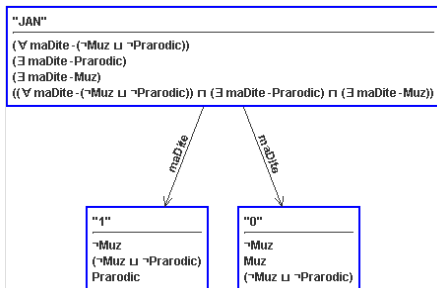 "JAN"
(∀ maDite-(¬Muz ⊔ ¬Prarodic))
(∃ maDite-Prarodic)
(∃ maDite-Muz)
((∀ maDite-(¬Muz ⊔ ¬Prarodic)) ⊓ (∃ maDite-Prarodic) ⊓ (∃ maDite-Muz))
maDite
maDite
"1"
¬Muz
(¬Muz ⊔ ¬Prarodic)
Prarodic
"0"
¬Muz
Muz
(¬Muz ⊔ ¬Prarodic)